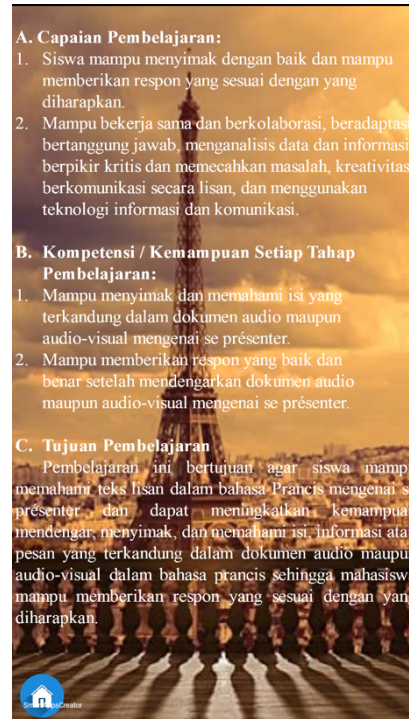 A. Capaian Pembelajaran:
1. Siswa mampu menyimak dengan baik dan mampu
memberikan respon yang sesuai dengan yang
diharapkan.
2. Mampu bekerja sama dan berkolaborasi, beradaptasi
bertanggung jawab, menganalisis data dan informasi
berpikir kritis dan memecahkan masalah, kreativitas
berkomunikasi secara lisan, dan menggunakan
teknologi informasi dan komunikasi.
B. Kompetensi / Kemampuan Setiap Tahap
Pembelajaran:
1. Mampu menyimak dan memahami isi yang
terkandung dalam dokumen audio maupun
audio-visual mengenai se présenter.
2. Mampu memberikan respon yang baik dan
benar setelah mendengarkan dokumen audio
maupun audio-visual mengenai se présenter.
C. Tujuan Pembelajaran
Pembelajaran ini bertujuan agar siswa mamp
memahami teks lisan dalam bahasa Prancis mengenai s
présenter dan dapat meningkatkan kemampua
mendengar, menyimak, dan memahami isi, informasi ata
pesan yang terkandung dalam dokumen audio maupu
audio-visual dalam bahasa prancis sehingga mahasisw
mampu memberikan respon yang sesuai dengan yan
diharapkan.